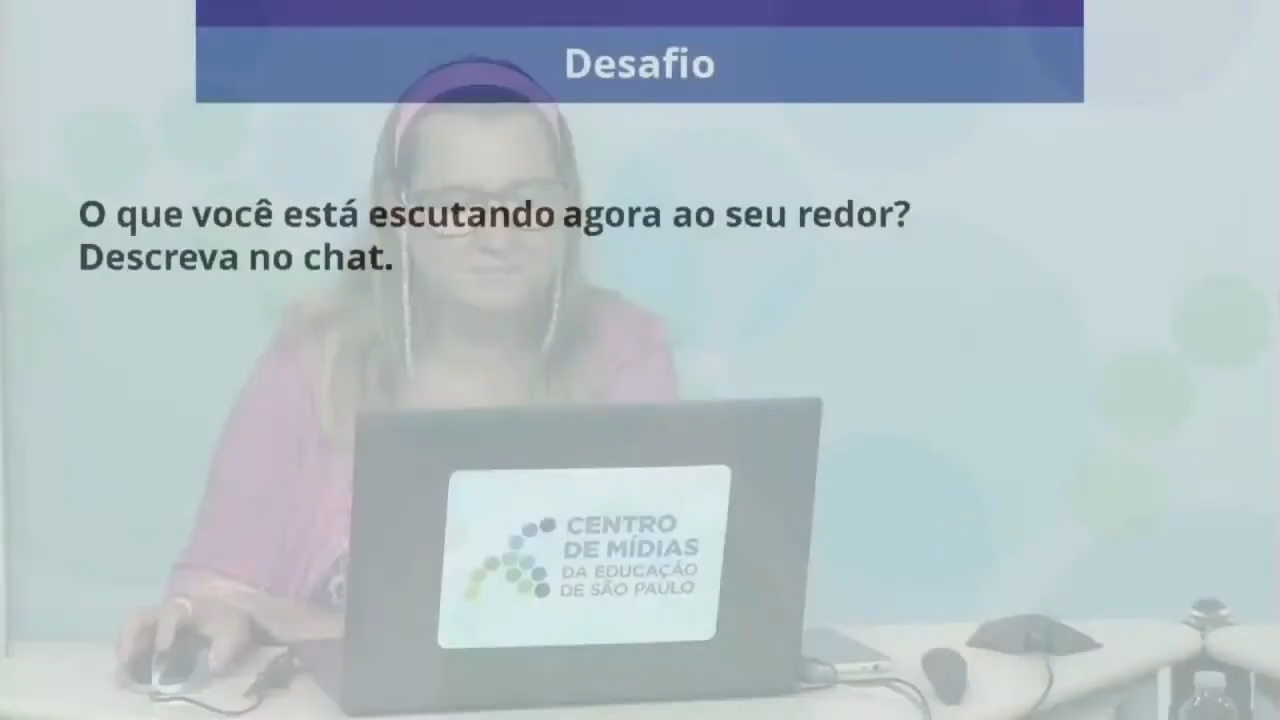 Desafio
O que você está escutando agora ao seu redor?
Descreva no chat.
CENTRO
DE MÍDIAS
DA EDUCAÇÃO
DE SÃO PAULO